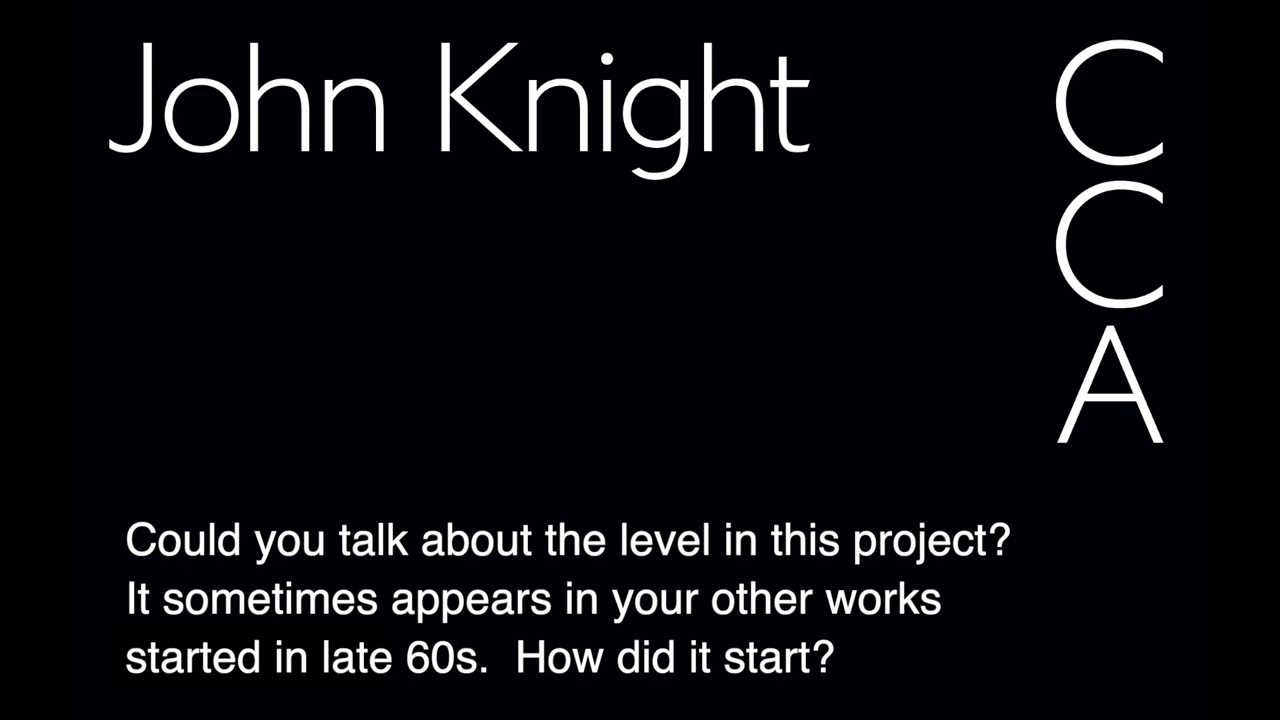 John Knight
C
C
A
Could you talk about the level in this project?
It sometimes appears in your other works
started in late 60s.  How did it start?